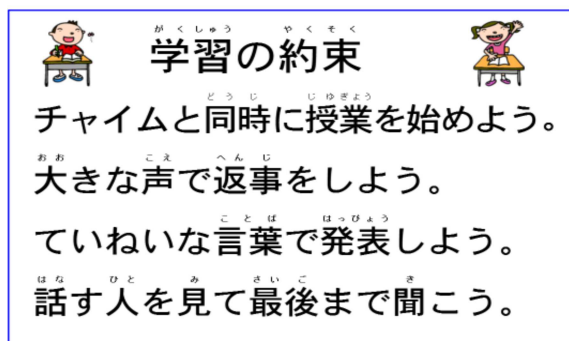 学習の約束
チャイムと同時に授業を始めよう。
大きな声で返事をしよう。
ていねいな言葉で発表しよう。
話す人を見て最後まで聞こう。